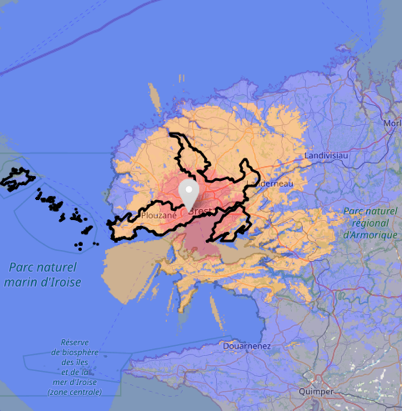 Morl
Landivisiau
derneau
Plouzané
Brest
Parc naturel
régional
d'Armorique
Parc naturel
marin d'Iroise
Réserve
de biosphère
des îles
et de la
mer d'Iroise
(zone centrale)
Douarnenez
Quimper